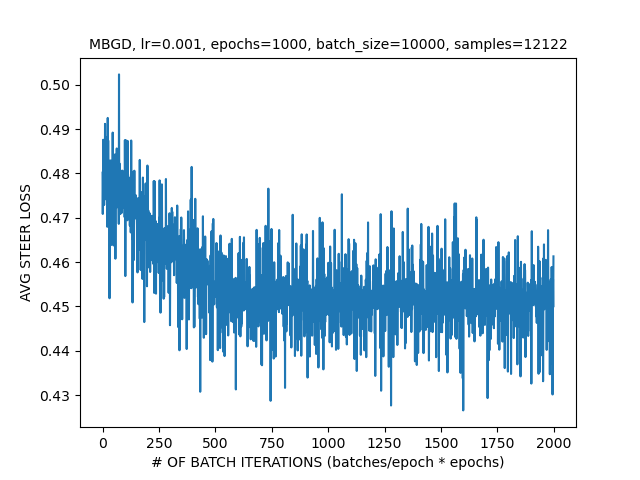 MBGD, lr=0.001, epochs=1000, batch_size=10000, samples=12122
0.50
0.49
0.48
0.47
0.46
0.45
0.44
0.43
AVG STEER LOSS
0 250 500 750 1000 1250 1500 1750 2000
# OF BATCH ITERATIONS (batches/epoch * epochs)